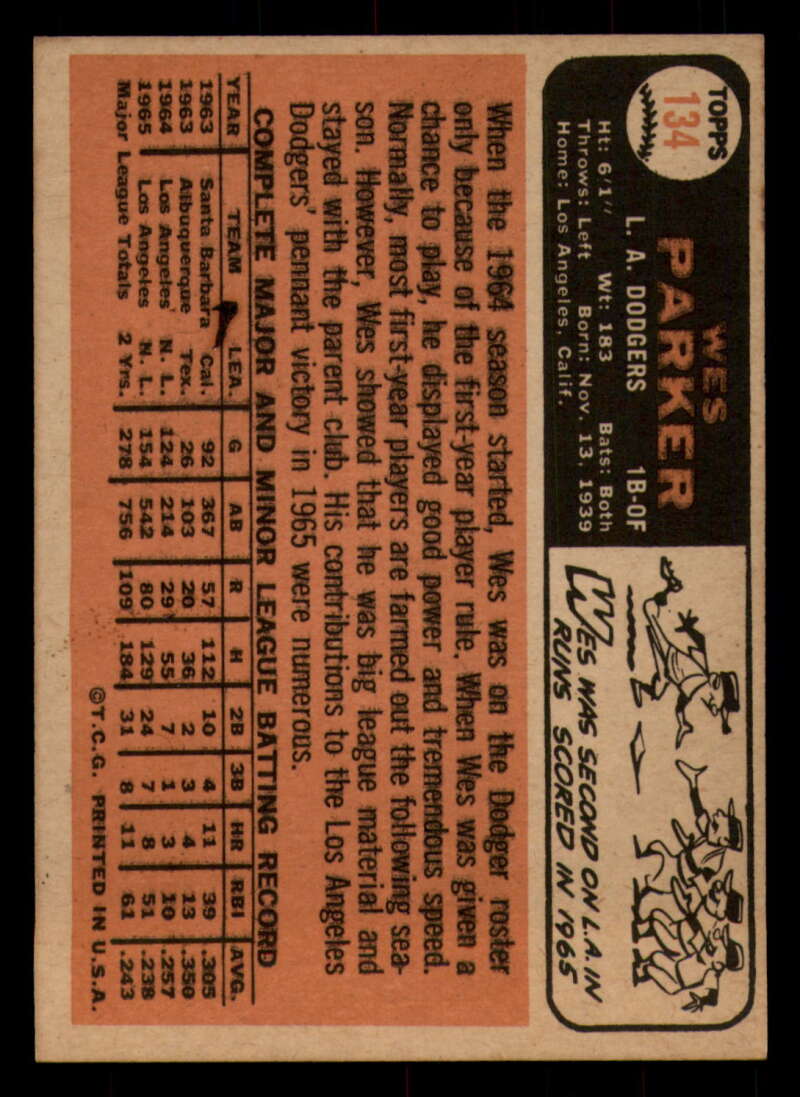 TOPPS
134
WES
PARKER
L. A. DODGERS 1B-OF
Ht: 6/1" Wt: 183 Bats: Both
Throws: Left Born: Nov. 13, 1939
Home: Los Angeles, Calif.
WES WAS SECOND ON L.A. IN
RUNS SCORED IN 1965
When the 1964 season started, Wes was on the Dodger roster
only because of the first-year player rule. When Wes was given a
chance to play, he displayed good power and tremendous speed.
Normally, most first-year players are farmed out the following sea-
son. However, Wes showed that he was big league material and
stayed with the parent club. His contributions to the Los Angeles
Dodgers' pennant victory in 1965 were numerous.
COMPLETE MAJOR AND MINOR LEAGUE BATTING RECORD
YEAR TEAM LEA. G AB R H 2B 3B HR RBI AVG.
1963 Santa Barbara Cal. 92 367 57 112 10 4 11 39 .305
1963 Albuquerque Tex. 26 103 20 36 2 3 4 13 .350
1964 Los Angeles N. L. 124 214 29 55 7 1 3 10 .257
1965 Los Angeles N. L. 154 542 80 129 24 7 8 51 .238
Major League Totals 2 Yrs. 278 756 109 184 31 8 11 61 .243
©T.C.G. PRINTED IN U.S.A.